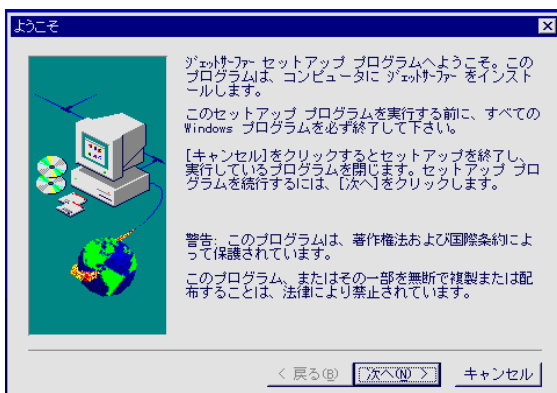 ようこそ
ｼﾞｪｯﾄｻｰﾌｧｰ セットアップ プログラムへようこそ。この
プログラムは、コンピュータに ｼﾞｪｯﾄｻｰﾌｧｰ をインスト
ールします。
このセットアップ プログラムを実行する前に、すべての
Windows プログラムを必ず終了して下さい。
[キャンセル]をクリックするとセットアップを終了し、
実行しているプログラムを閉じます。セットアップ プロ
グラムを続行するには、[次へ]をクリックします。
警告: このプログラムは、著作権法および国際条約によ
って保護されています。
このプログラム、またはその一部を無断で複製または配
布することは、法律により禁止されています。
< 戻る(B) 次へ(N) > キャンセル